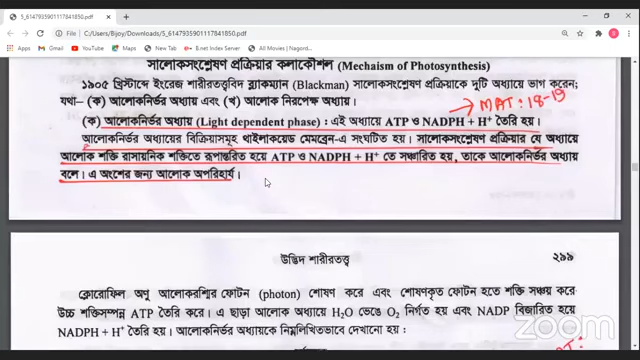 5_6147935901117841850.pdf
File | C:/Users/Bijoy/Downloads/5_6147935901117841850.pdf
Apps YouTube Maps News B.net Index Server BTTN All Movies | Nagord...
সালোকসংশ্লেষণ প্রক্রিয়ার কলাকৌশল (Mechaism of Photosynthesis)
১৯০৫ খ্রিস্টাব্দে ইংরেজ শারীরতত্ত্ববিদ ব্ল্যাকম্যান (Blackman) সালোকসংশ্লেষণ প্রক্রিয়াকে দুটি অধ্যায়ে ভাগ করেন;
যথা– (ক) আলোকনির্ভর অধ্যায় এবং (খ) আলোক নিরপেক্ষ অধ্যায়।
→ MAT: 18-19
(ক) আলোকনির্ভর অধ্যায় (Light dependent phase) : এই অধ্যায়ে ATP ও NADPH + H⁺ তৈরি হয়।
আলোকনির্ভর অধ্যায়ের বিক্রিয়াসমূহ থাইলাকয়েড মেমব্রেন-এ সংঘটিত হয়। সালোকসংশ্লেষণ প্রক্রিয়ার যে অধ্যায়ে
আলোক শক্তি রাসায়নিক শক্তিতে রূপান্তরিত হয়ে ATP ও NADPH + H⁺ তে সঞ্চারিত হয়, তাকে আলোকনির্ভর অধ্যায়
বলে। এ অংশের জন্য আলোক অপরিহার্য।
উদ্ভিদ শারীরতত্ত্ব ২৯৯
ক্লোরোফিল অণু আলোকরশ্মির ফোটন (photon) শোষণ করে এবং শোষণকৃত ফোটন হতে শক্তি সঞ্চয় করে
উচ্চ শক্তিসম্পন্ন ATP তৈরি করে। এ ছাড়া আলোক অধ্যায়ে H₂O ভেঙে O₂ নির্গত হয় এবং NADP বিজারিত হয়ে
NADPH + H⁺ তৈরি হয়। আলোকনির্ভর অধ্যায়কে নিম্নলিখিতভাবে দেখানো হয় :
zoom